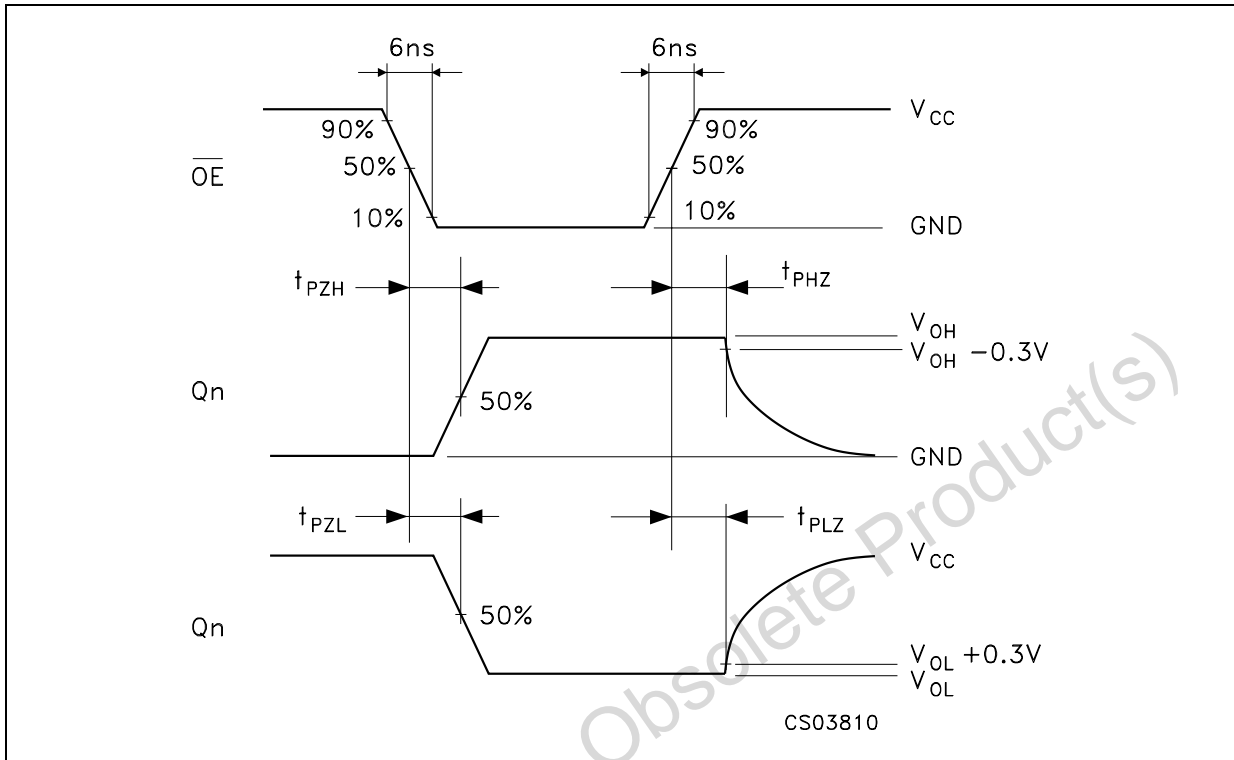 6ns 6ns
V_CC
90% 90%
O̅E̅ 50% 50%
10% 10%
GND
t_PZH t_PHZ
V_OH
V_OH −0.3V
Qn 50%
GND
t_PZL t_PLZ
V_CC
50%
Qn
V_OL +0.3V
V_OL
CS03810
Obsolete Product(s)